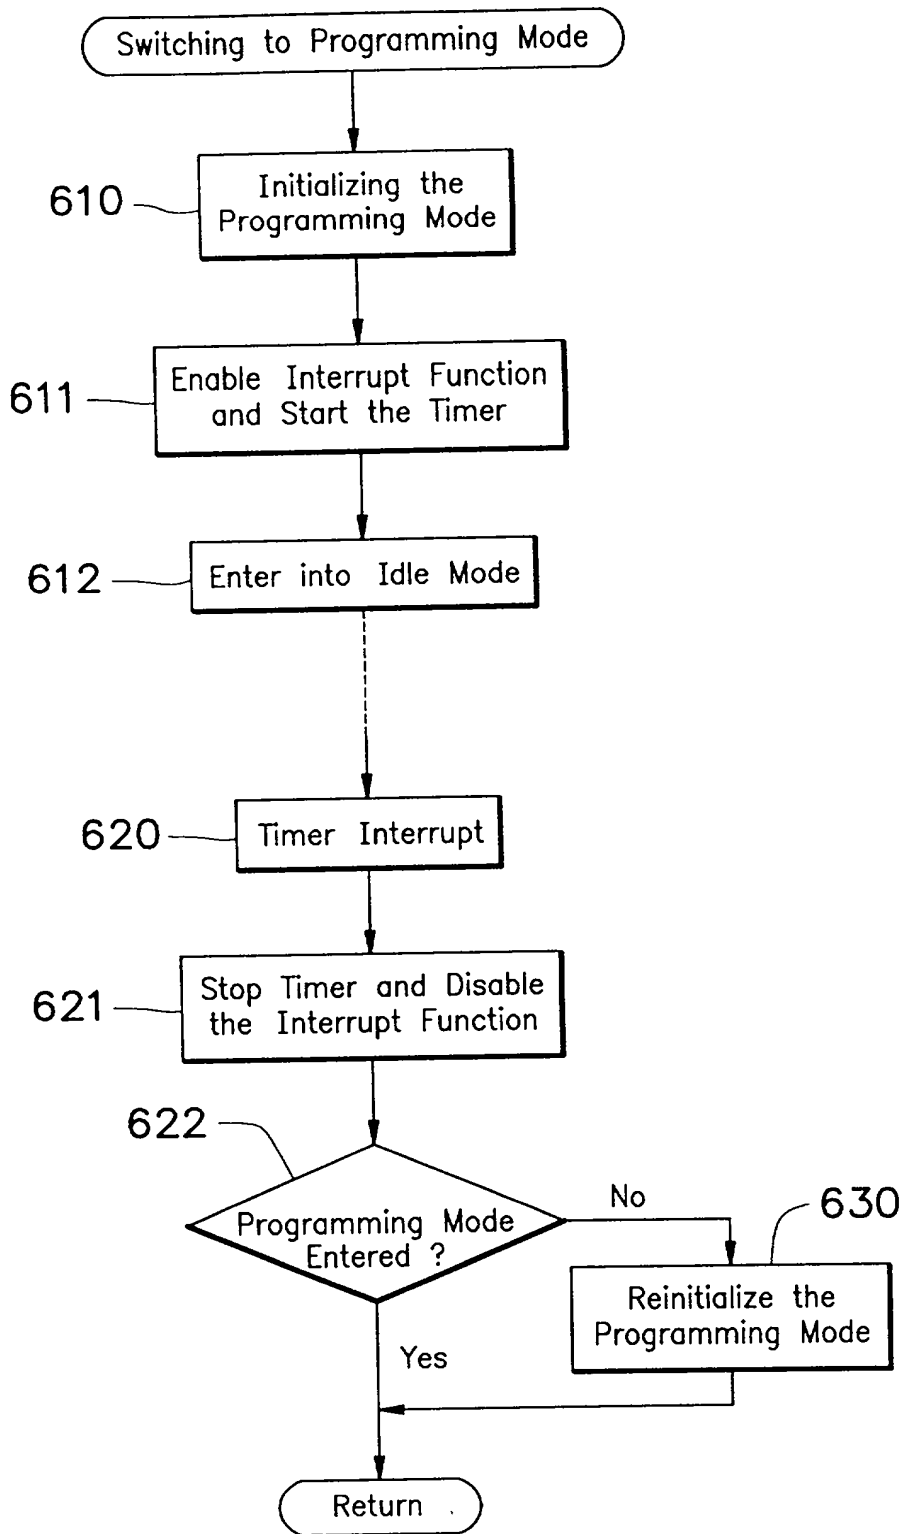 Switching to Programming Mode
610
Initializing the
Programming Mode
611
Enable Interrupt Function
and Start the Timer
612
Enter into Idle Mode
620
Timer Interrupt
621
Stop Timer and Disable
the Interrupt Function
622
Programming Mode
Entered ?
No
630
Reinitialize the
Programming Mode
Yes
Return